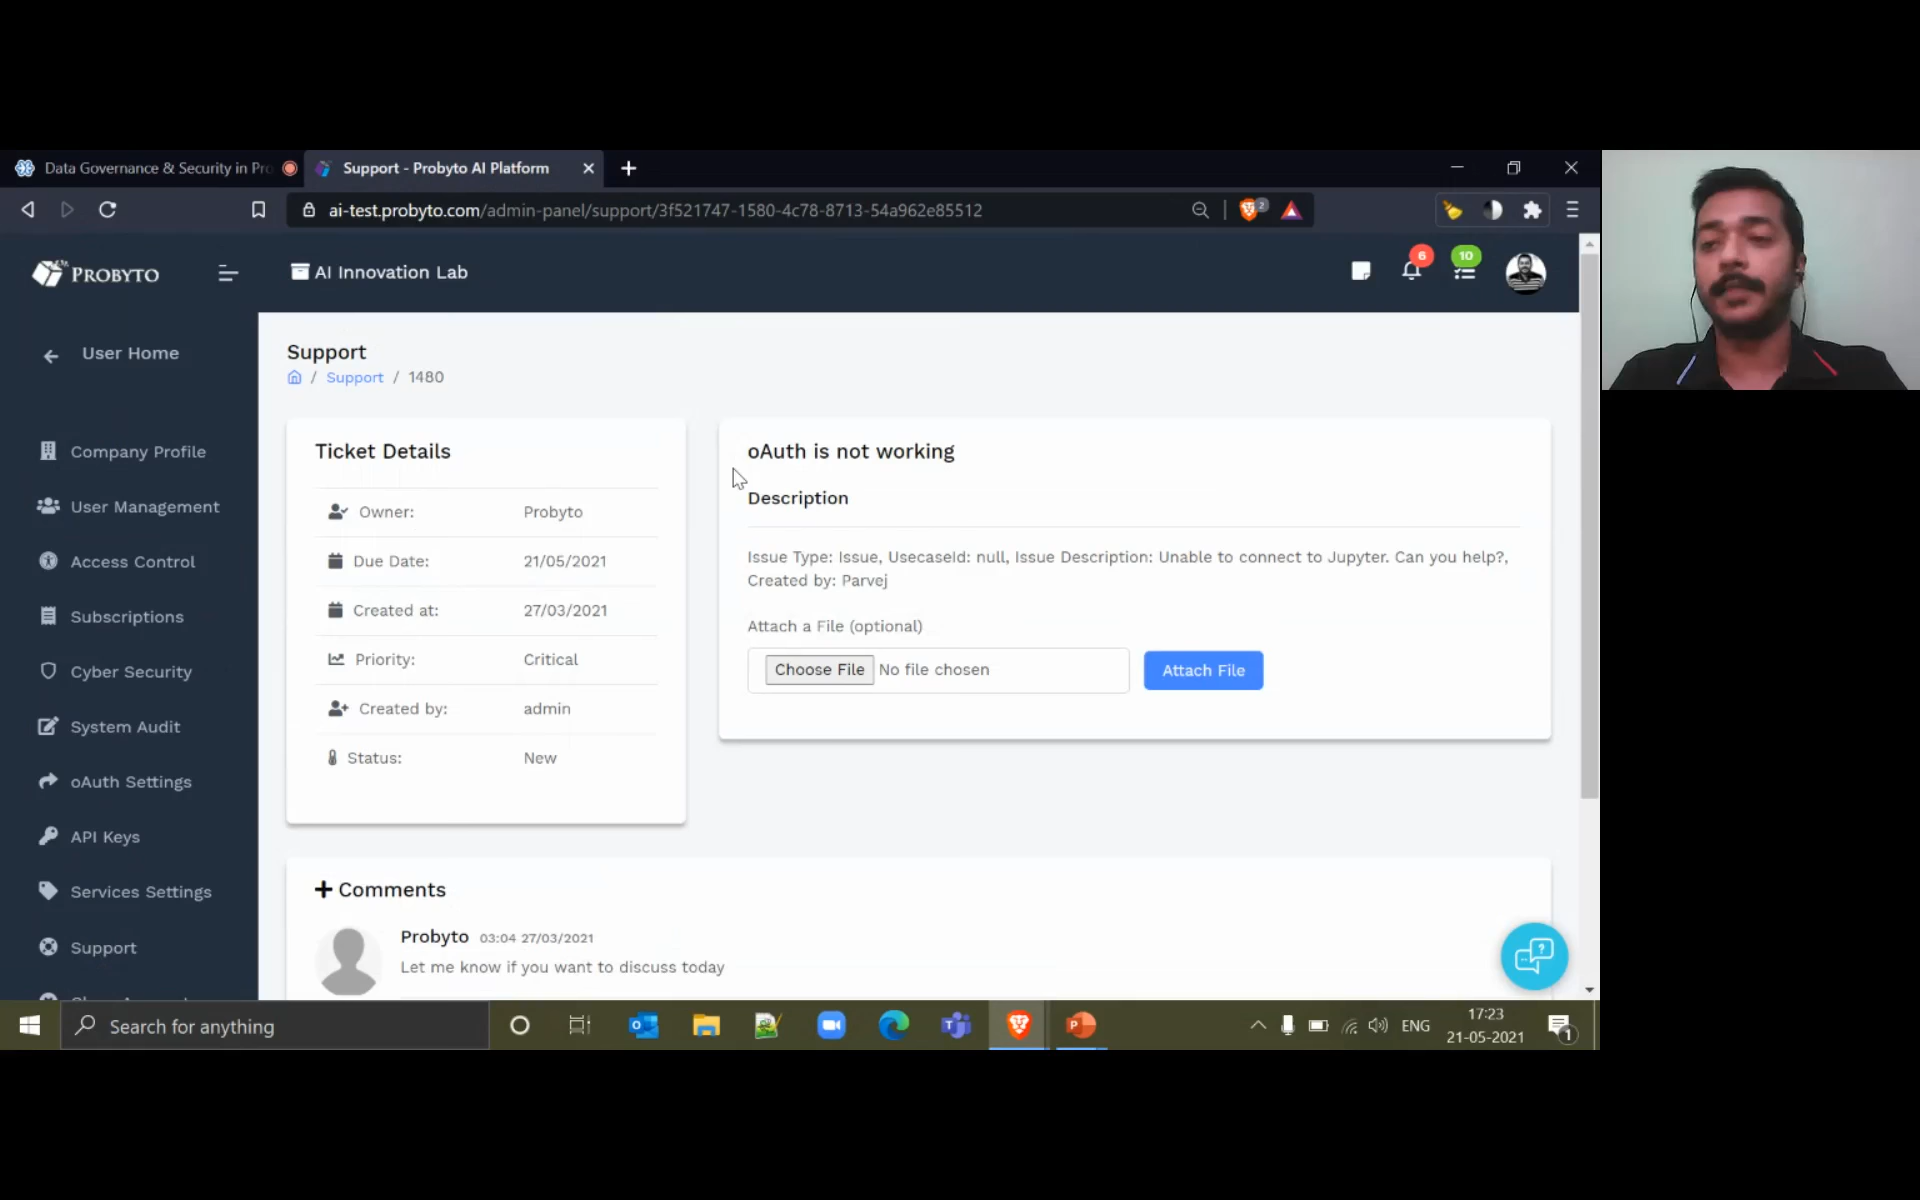 Data Governance & Security in Pro
Support - Probyto AI Platform
ai-test.probyto.com/admin-panel/support/3f521747-1580-4c78-8713-54a962e85512
2
PROBYTO
AI Innovation Lab
6
10
User Home
Company Profile
User Management
Access Control
Subscriptions
Cyber Security
System Audit
oAuth Settings
API Keys
Services Settings
Support
Support
/ Support / 1480
Ticket Details
Owner: Probyto
Due Date: 21/05/2021
Created at: 27/03/2021
Priority: Critical
Created by: admin
Status: New
oAuth is not working
Description
Issue Type: Issue, UsecaseId: null, Issue Description: Unable to connect to Jupyter. Can you help?,
Created by: Parvej
Attach a File (optional)
Choose File No file chosen
Attach File
Comments
Probyto 03:04 27/03/2021
Let me know if you want to discuss today
Search for anything
ENG
17:23
21-05-2021
1